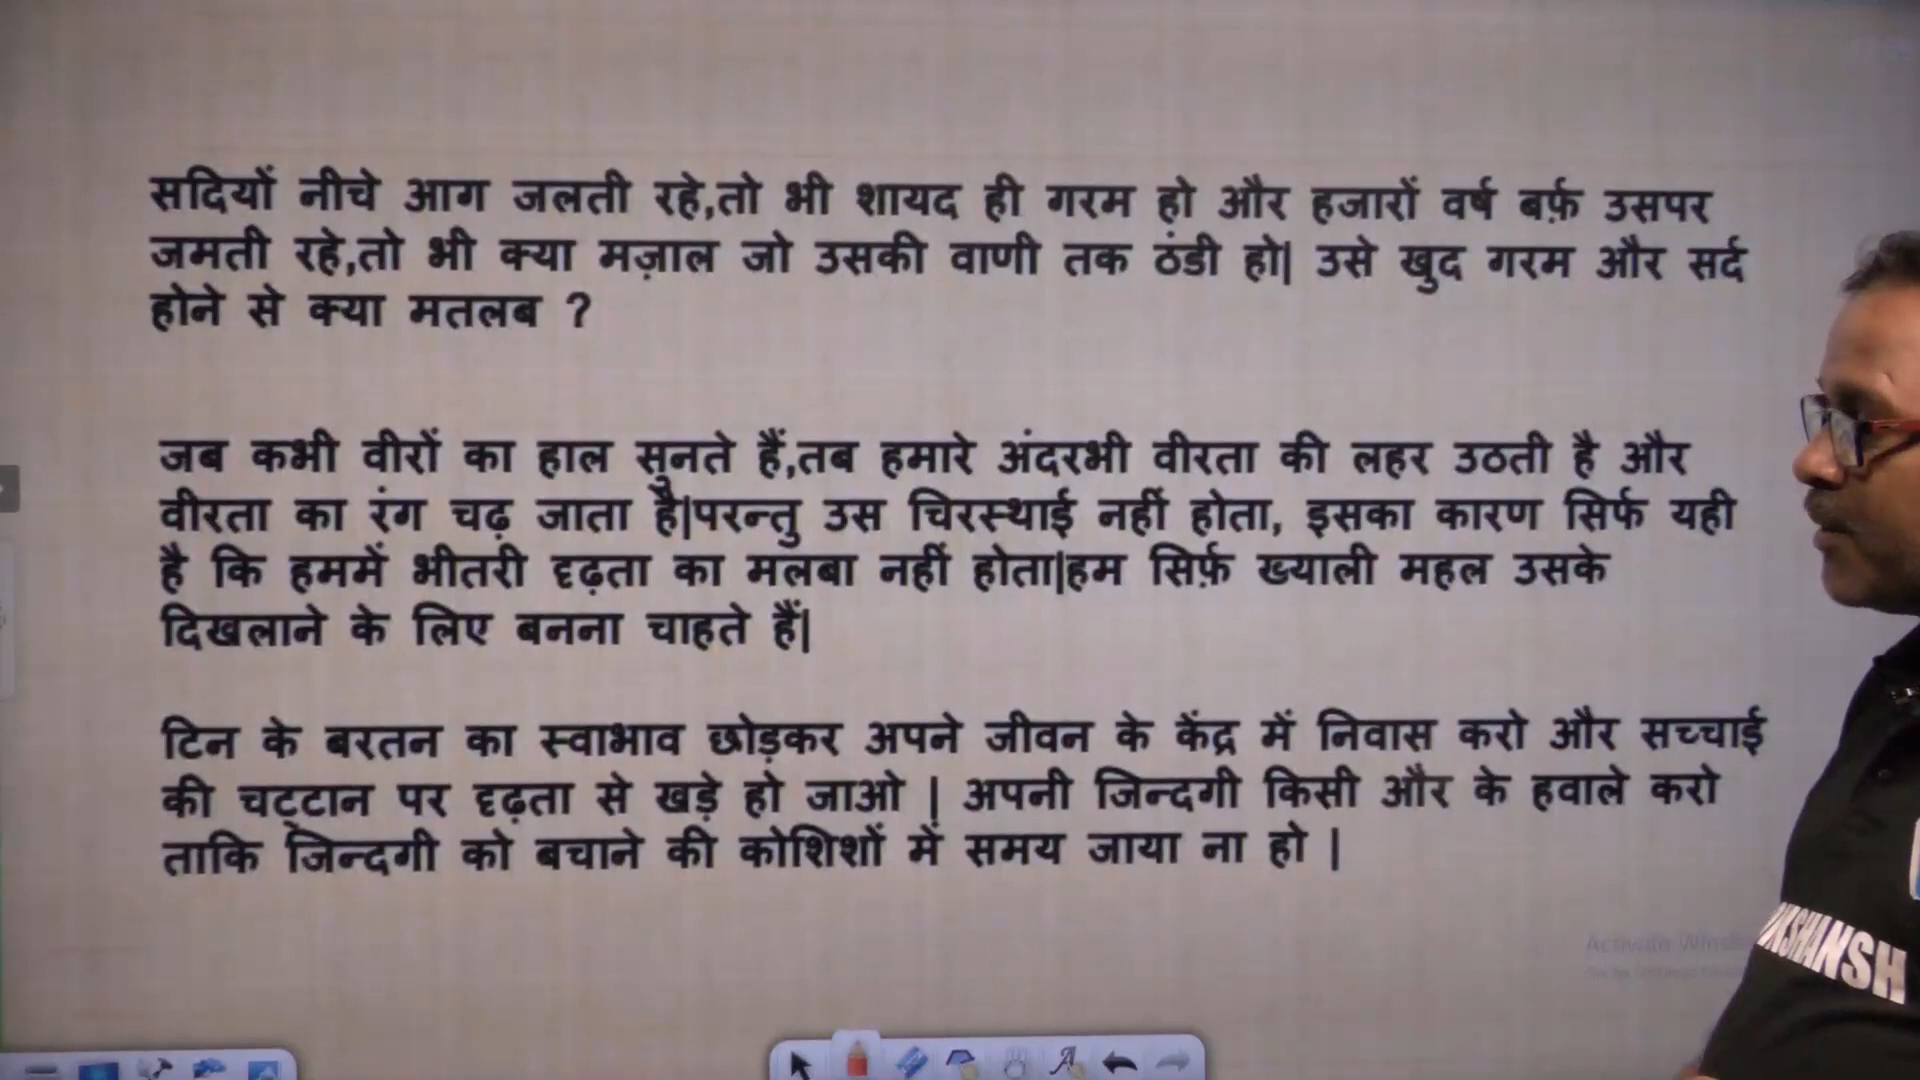 सदियों नीचे आग जलती रहे,तो भी शायद ही गरम हो और हजारों वर्ष बर्फ़ उसपर
जमती रहे,तो भी क्या मज़ाल जो उसकी वाणी तक ठंडी हो| उसे खुद गरम और सर्द
होने से क्या मतलब ?
जब कभी वीरों का हाल सुनते हैं,तब हमारे अंदरभी वीरता की लहर उठती है और
वीरता का रंग चढ़ जाता है|परन्तु उस चिरस्थाई नहीं होता, इसका कारण सिर्फ यही
है कि हममें भीतरी दृढ़ता का मलबा नहीं होता|हम सिर्फ़ ख्याली महल उसके
दिखलाने के लिए बनना चाहते हैं|
टिन के बरतन का स्वाभाव छोड़कर अपने जीवन के केंद्र में निवास करो और सच्चाई
की चट्टान पर दृढ़ता से खड़े हो जाओ | अपनी जिन्दगी किसी और के हवाले करो
ताकि जिन्दगी को बचाने की कोशिशों में समय जाया ना हो |
Activate
KSHANSH